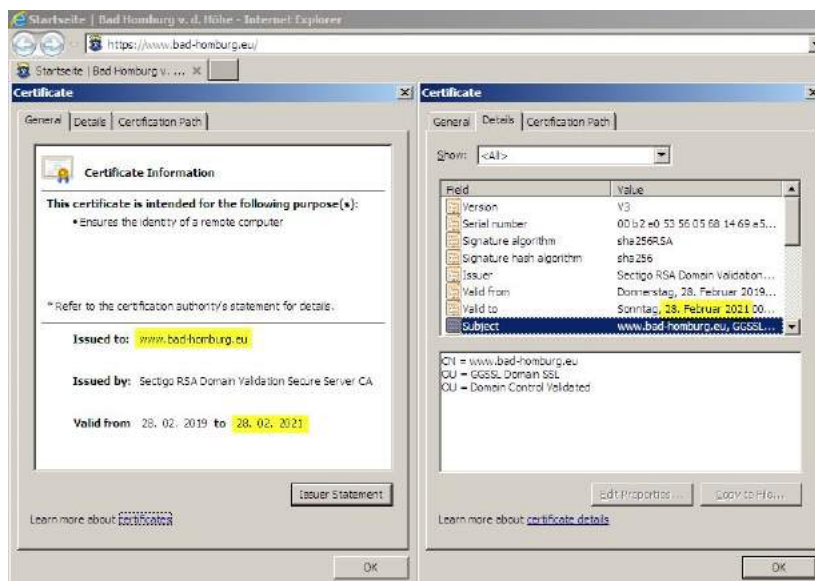 Startseite | Bad Homburg v. d. Höhe - Internet Explorer
https://www.bad-homburg.eu/
Startseite | Bad Homburg v. ...
Certificate
General Details Certification Path
Certificate Information
This certificate is intended for the following purpose(s):
• Ensures the identity of a remote computer
* Refer to the certification authority's statement for details.
Issued to: www.bad-homburg.eu
Issued by: Sectigo RSA Domain Validation Secure Server CA
Valid from 28. 02. 2019 to 28. 02. 2021
Issuer Statement
Learn more about certificates
OK
Certificate
General Details Certification Path
Show: <All>
Field Value
Version V3
Serial number 00 b2 e0 53 56 05 68 14 69 e5...
Signature algorithm sha256RSA
Signature hash algorithm sha256
Issuer Sectigo RSA Domain Validation...
Valid from Donnerstag, 28. Februar 2019...
Valid to Sonntag, 28. Februar 2021 00...
Subject www.bad-homburg.eu, GGSSL...
CN = www.bad-homburg.eu
OU = GGSSL Domain SSL
OU = Domain Control Validated
Edit Properties... Copy to File...
Learn more about certificate details
OK